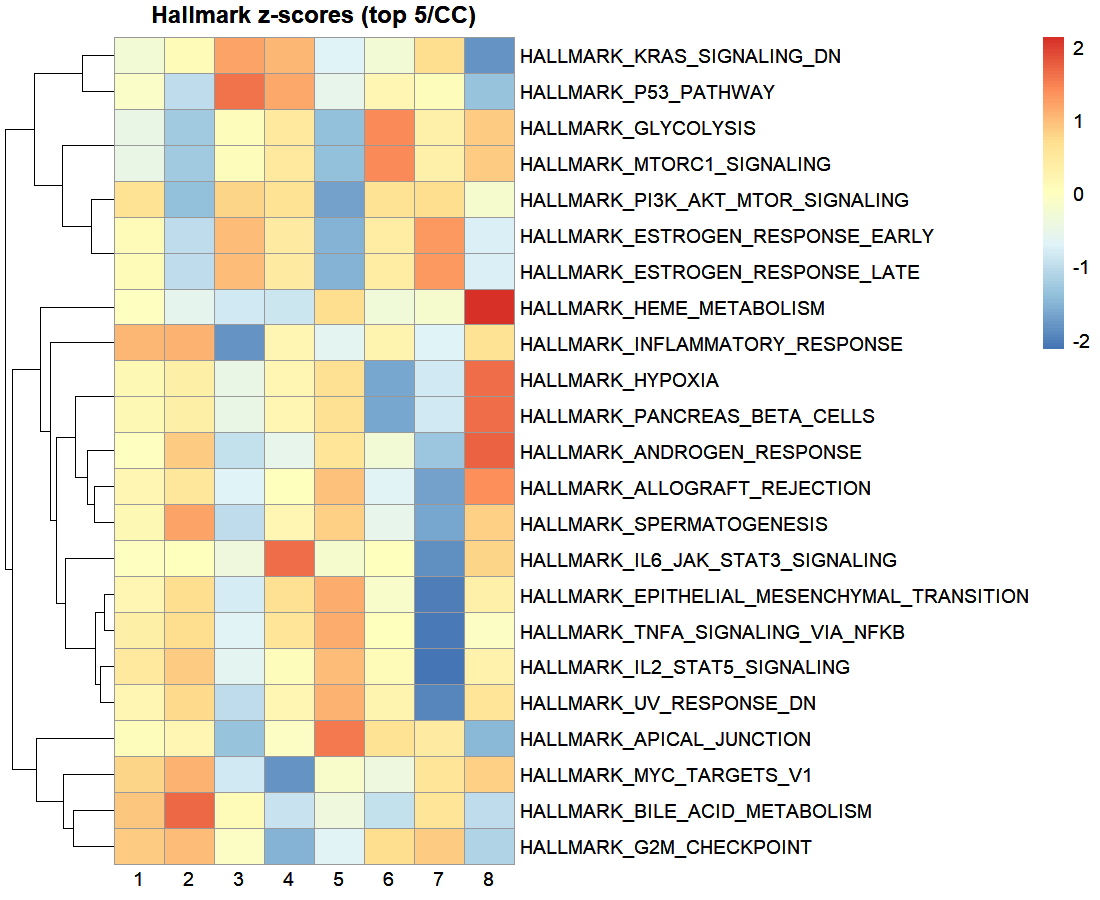 Hallmark z-scores (top 5/CC)
HALLMARK_KRAS_SIGNALING_DN
HALLMARK_P53_PATHWAY
HALLMARK_GLYCOLYSIS
HALLMARK_MTORC1_SIGNALING
HALLMARK_PI3K_AKT_MTOR_SIGNALING
HALLMARK_ESTROGEN_RESPONSE_EARLY
HALLMARK_ESTROGEN_RESPONSE_LATE
HALLMARK_HEME_METABOLISM
HALLMARK_INFLAMMATORY_RESPONSE
HALLMARK_HYPOXIA
HALLMARK_PANCREAS_BETA_CELLS
HALLMARK_ANDROGEN_RESPONSE
HALLMARK_ALLOGRAFT_REJECTION
HALLMARK_SPERMATOGENESIS
HALLMARK_IL6_JAK_STAT3_SIGNALING
HALLMARK_EPITHELIAL_MESENCHYMAL_TRANSITION
HALLMARK_TNFA_SIGNALING_VIA_NFKB
HALLMARK_IL2_STAT5_SIGNALING
HALLMARK_UV_RESPONSE_DN
HALLMARK_APICAL_JUNCTION
HALLMARK_MYC_TARGETS_V1
HALLMARK_BILE_ACID_METABOLISM
HALLMARK_G2M_CHECKPOINT
1 2 3 4 5 6 7 8
2
1
0
-1
-2